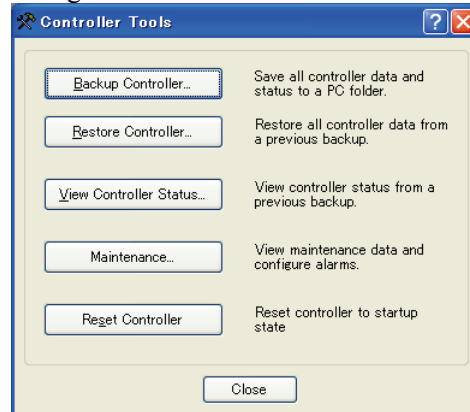 Controller Tools
Backup Controller...
Save all controller data and
status to a PC folder.
Restore Controller...
Restore all controller data from
a previous backup.
View Controller Status...
View controller status from a
previous backup.
Maintenance...
View maintenance data and
configure alarms.
Reset Controller
Reset controller to startup
state
Close